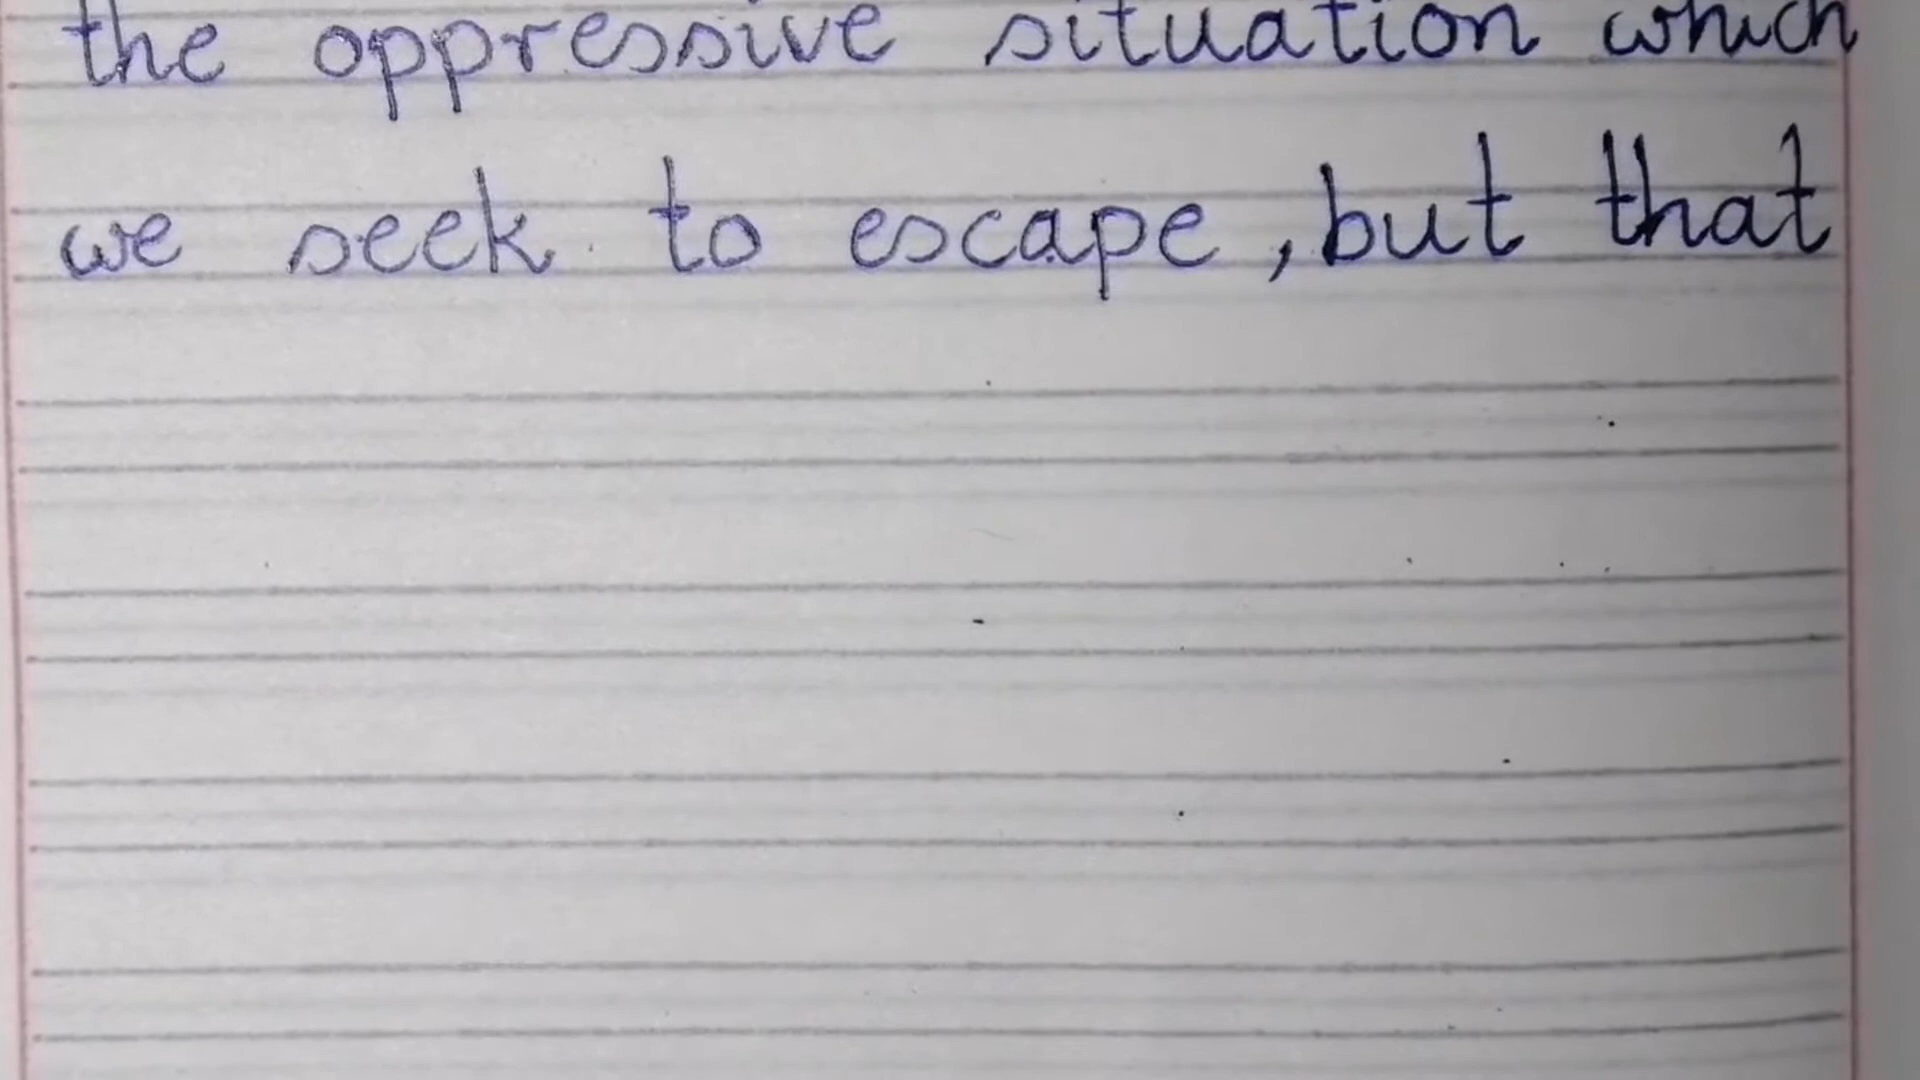 the oppressive situation which
we seek to escape, but that